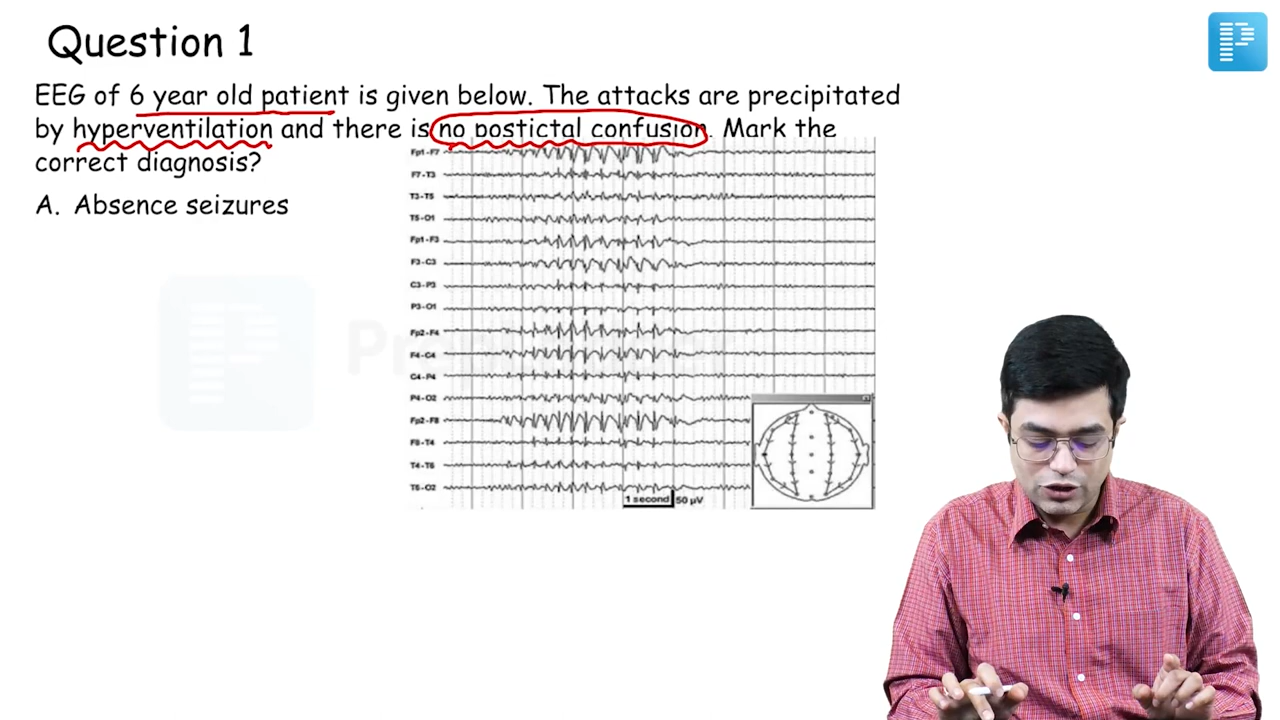 Question 1
EEG of 6 year old patient is given below. The attacks are precipitated
by hyperventilation and there is no postictal confusion. Mark the
correct diagnosis?
A. Absence seizures
Fp1-F7
F7-T3
T3-T5
T5-O1
Fp1-F3
F3-C3
C3-P3
P3-O1
Fp2-F4
F4-C4
C4-P4
P4-O2
Fp2-F8
F8-T4
T4-T6
T6-O2
1 second 50 μV